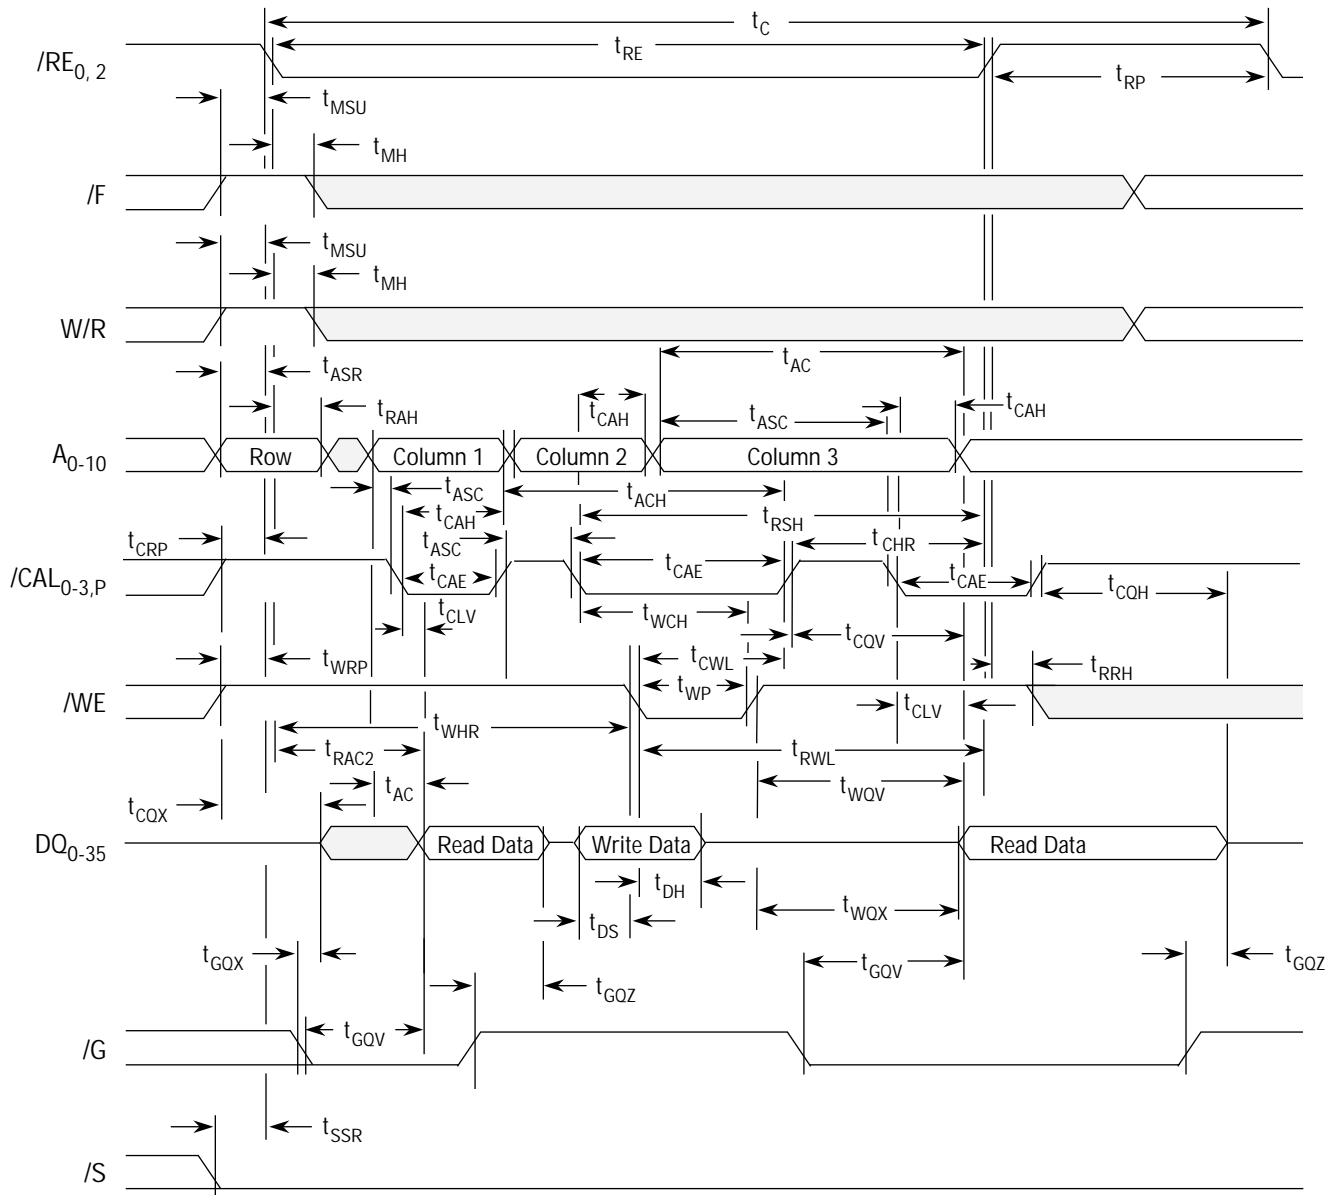 tC
/RE0, 2
tRE
tRP
tMSU
tMH
/F
tMSU
tMH
W/R
tAC
tASR
tRAH
tCAH
tASC
tCAH
A0-10
Row
Column 1
Column 2
Column 3
tASC
tACH
tCAH
tRSH
tCRP
tASC
tCHR
/CAL0-3,P
tCAE
tCAE
tCAE
tCQH
tCLV
tWCH
tCQV
tWRP
tCWL
tRRH
/WE
tWP
tCLV
tWHR
tRAC2
tRWL
tAC
tWQV
tCQX
DQ0-35
Read Data
Write Data
Read Data
tDH
tWQX
tDS
tGQX
tGQV
tGQZ
tGQZ
/G
tGQV
tSSR
/S